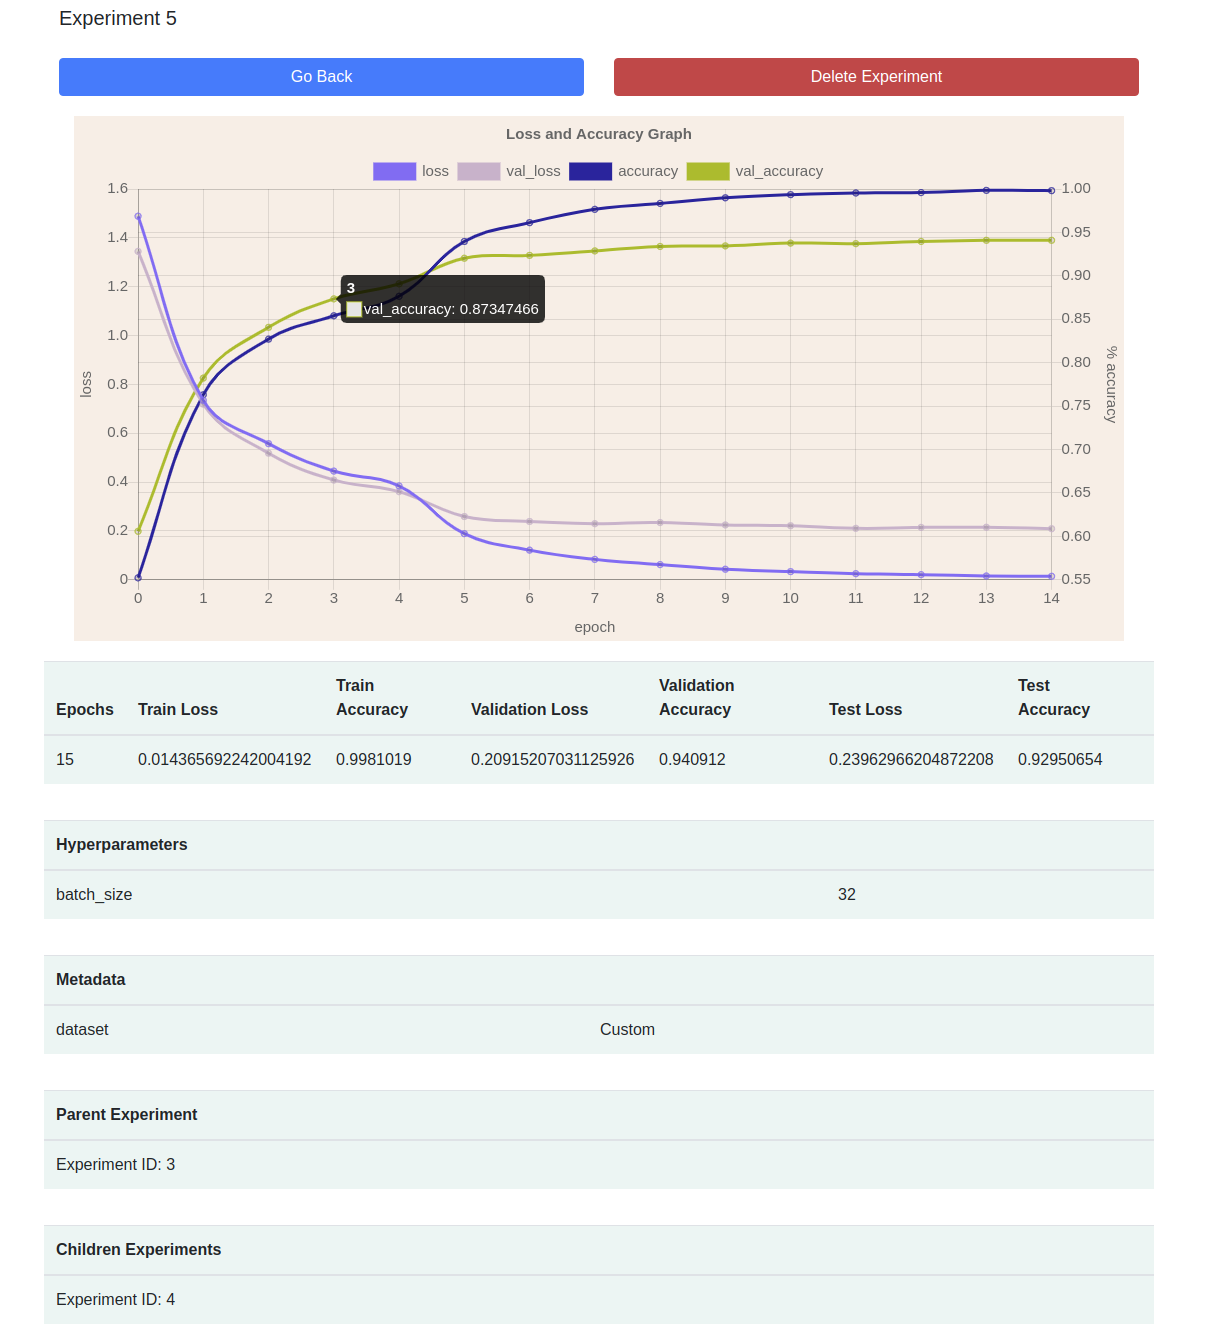 Experiment 5
Go Back Delete Experiment
Loss and Accuracy Graph
loss val_loss accuracy val_accuracy
1.6 1.00
1.4 0.95
1.2 0.90
1.0 0.85
0.8 0.80
0.6 0.75
0.4 0.70
0.2 0.65
0 0.60
0.55
loss
% accuracy
3
val_accuracy: 0.87347466
0 1 2 3 4 5 6 7 8 9 10 11 12 13 14
epoch
Epochs Train Loss Train Accuracy Validation Loss Validation Accuracy Test Loss Test Accuracy
15 0.014365692242004192 0.9981019 0.20915207031125926 0.940912 0.23962966204872208 0.92950654
Hyperparameters
batch_size 32
Metadata
dataset Custom
Parent Experiment
Experiment ID: 3
Children Experiments
Experiment ID: 4